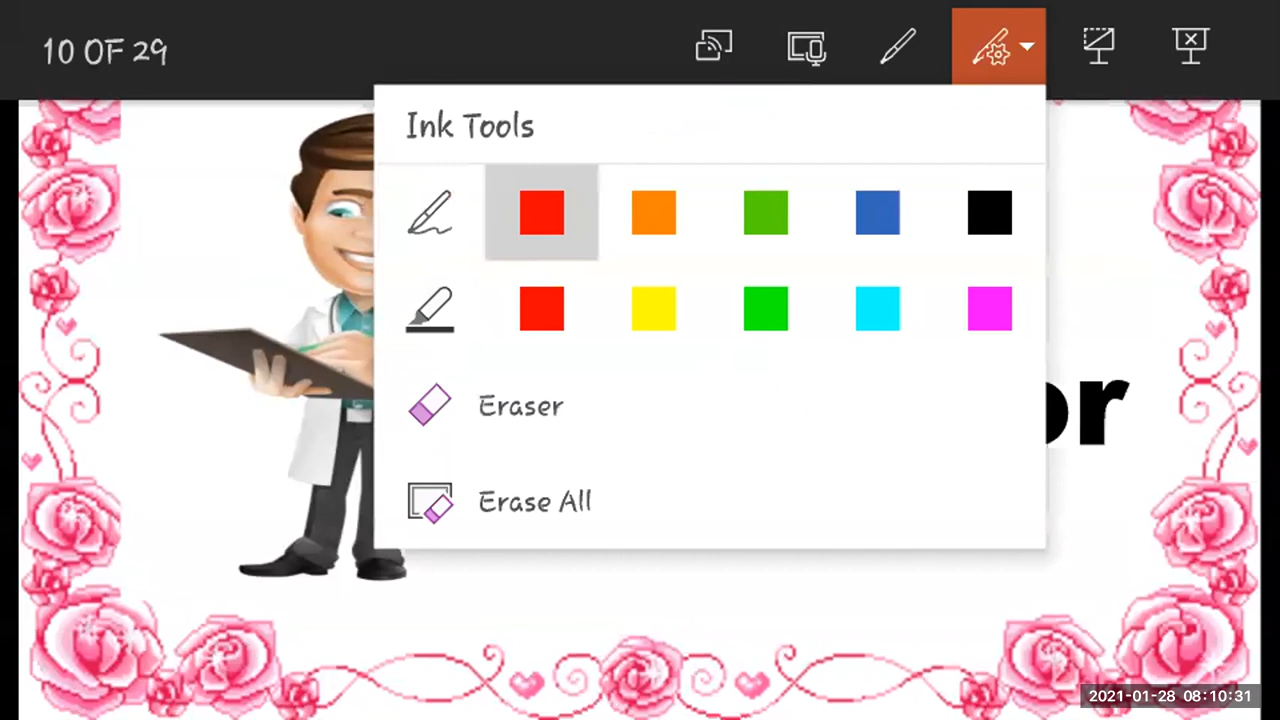 10 OF 29
Ink Tools
Eraser
or
Erase All
2021-01-28 08:10:31